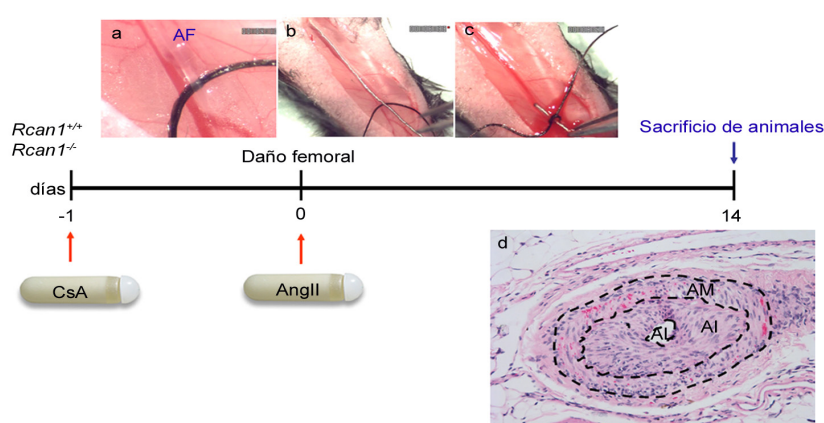 a
AF
b
c
Rcan1+/+
Rcan1-/-
días
Daño femoral
Sacrificio de animales
-1
0
14
CsA
AngII
d
AM
AI
AL